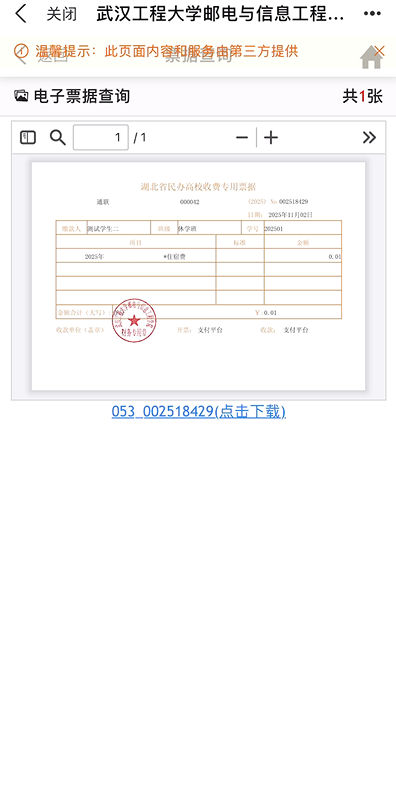 关闭 武汉工程大学邮电与信息工程...
温馨提示：此页面内容和服务由第三方提供
返回 票据查询
电子票据查询 共1张
1 / 1
湖北省民办高校收费专用票据
通联 000042 (2025) No 002518429
日期： 2025年11月02日
缴款人 测试学生二 班级 休学班 学号 202501
项目 标准 金额
2025年 *住宿费 0.01
金额合计（大写）： ￥:0.01
财务专用章
收款单位（盖章） 开票： 支付平台 收款： 支付平台
053_002518429(点击下载)